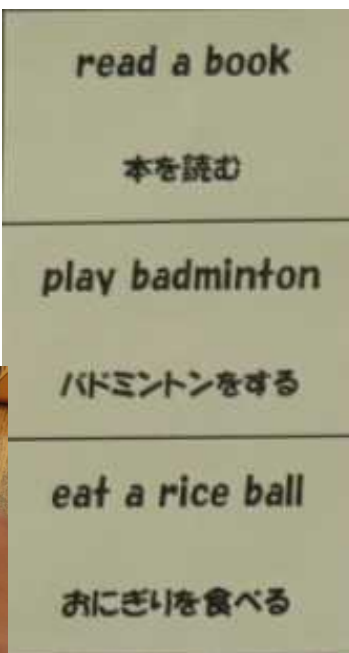 read a book
本を読む
play badminton
バドミントンをする
eat a rice ball
おにぎりを食べる